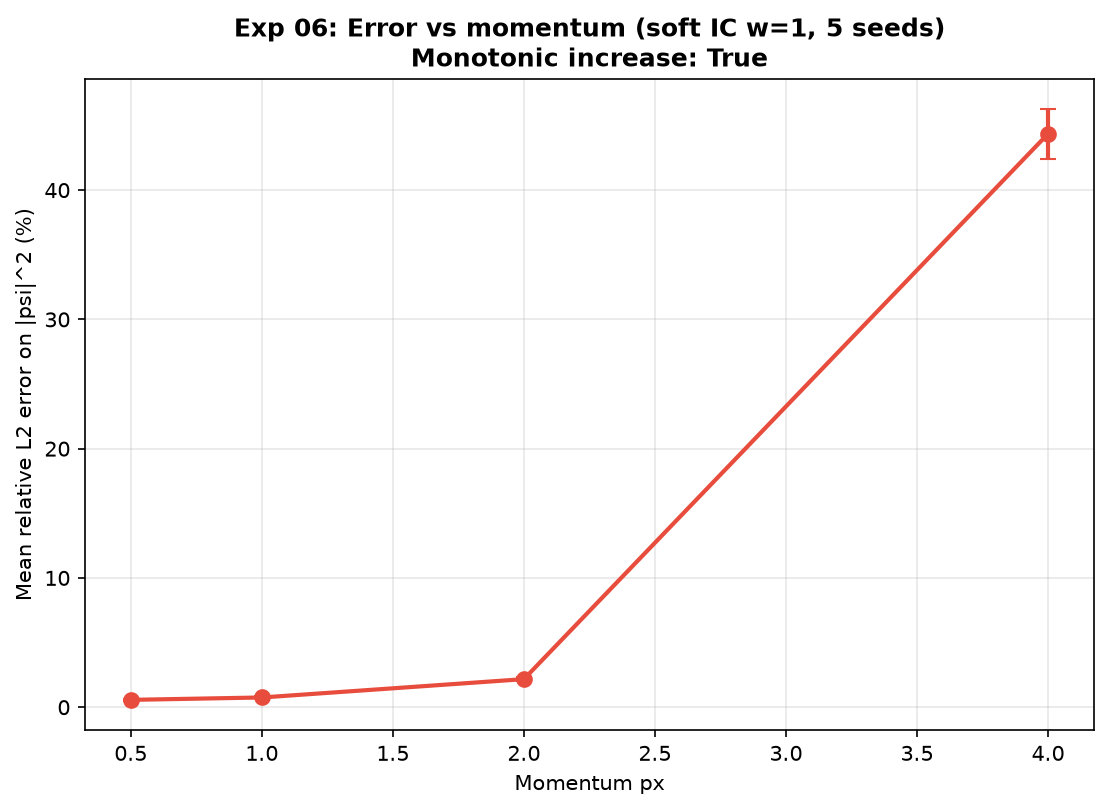 Exp 06: Error vs momentum (soft IC w=1, 5 seeds)
Monotonic increase: True
Mean relative L2 error on |psi|^2 (%)
40
30
20
10
0
0.5 1.0 1.5 2.0 2.5 3.0 3.5 4.0
Momentum px